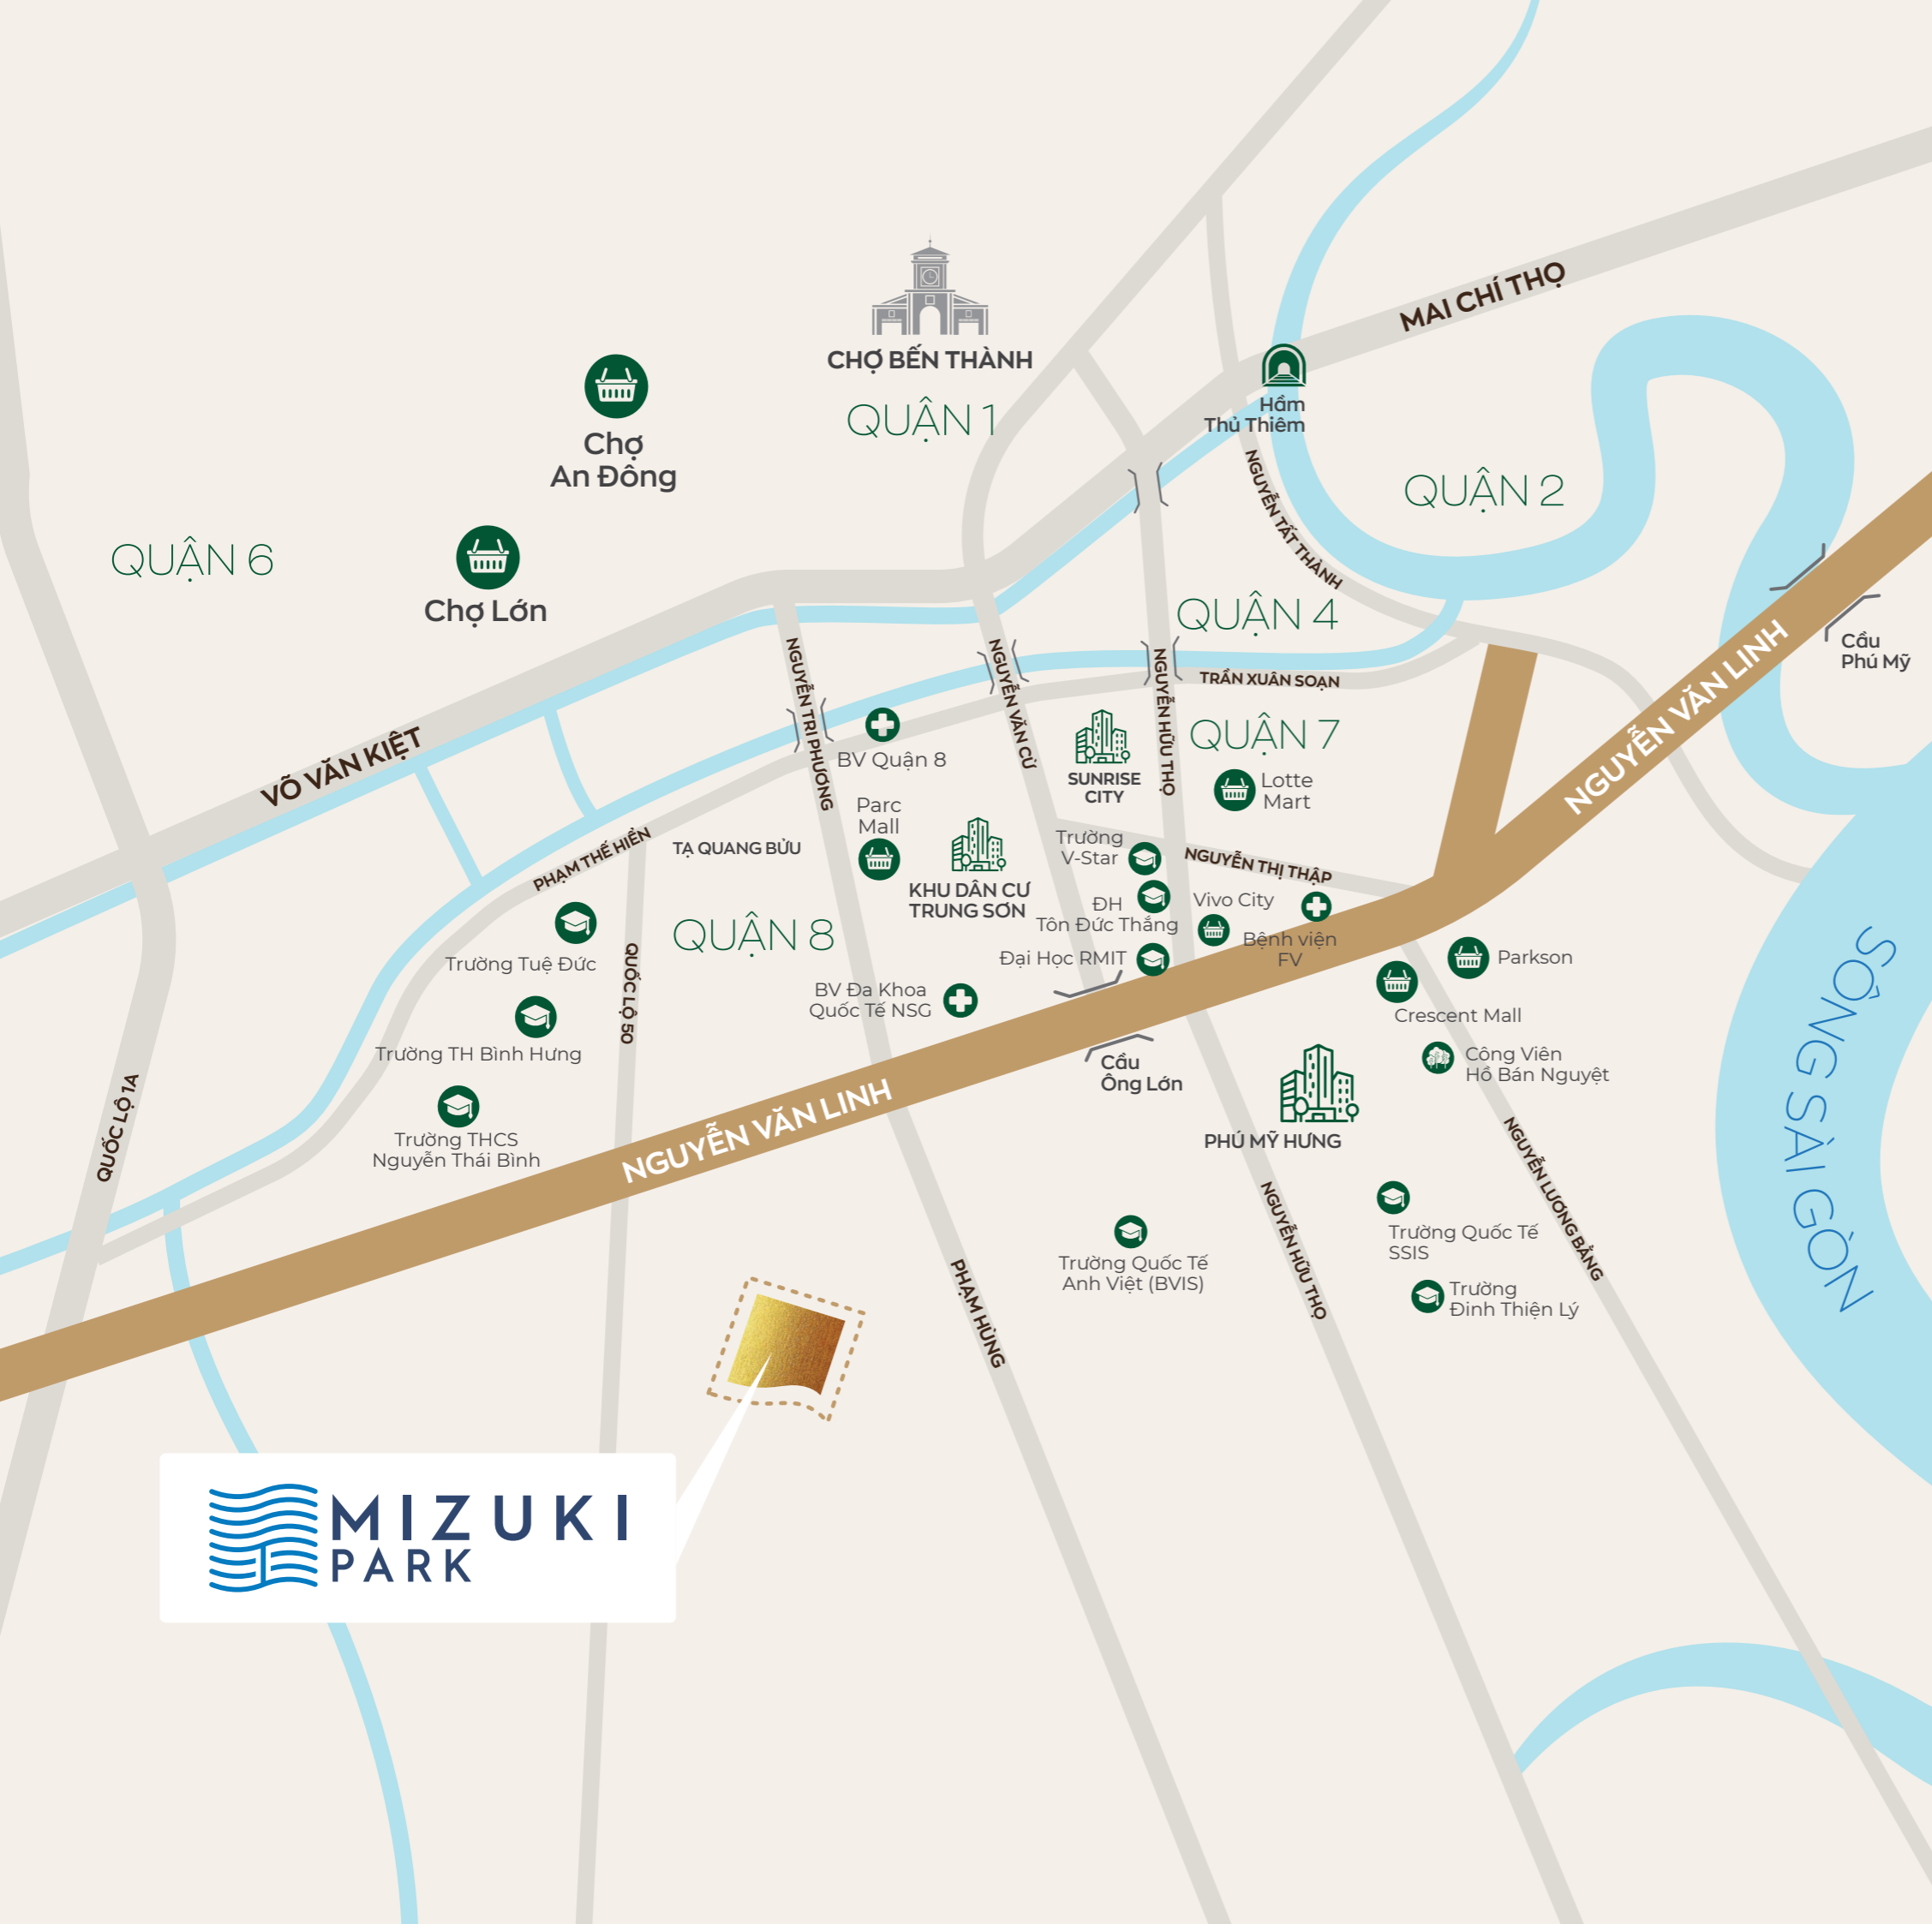 MAI CHÍ THỌ
CHỢ BẾN THÀNH
QUẬN 1
Hầm
Thủ Thiêm
Chợ
An Đông
QUẬN 2
NGUYỄN TẤT THÀNH
QUẬN 6
Chợ Lớn
QUẬN 4
Cầu
Phú Mỹ
NGUYỄN TRI PHƯƠNG
NGUYỄN VĂN CỪ
NGUYỄN HỮU THỌ
TRẦN XUÂN SOẠN
NGUYỄN VĂN LINH
VÕ VĂN KIỆT
BV Quận 8
QUẬN 7
SUNRISE
CITY
Lotte
Mart
Parc
Mall
PHẠM THẾ HIỂN
TẠ QUANG BỬU
KHU DÂN CƯ
TRUNG SƠN
Trường
V-Star
NGUYỄN THỊ THẬP
ĐH
Tôn Đức Thắng
Vivo City
Bệnh viện
FV
QUẬN 8
Trường Tuệ Đức
QUỐC LỘ 50
Đại Học RMIT
Parkson
BV Đa Khoa
Quốc Tế NSG
Crescent Mall
SÔNG SÀI GÒN
Trường TH Bình Hưng
Cầu
Ông Lớn
Công Viên
Hồ Bán Nguyệt
QUỐC LỘ 1A
Trường THCS
Nguyễn Thái Bình
NGUYỄN VĂN LINH
PHÚ MỸ HƯNG
NGUYỄN LƯƠNG BẰNG
NGUYỄN HỮU THỌ
Trường Quốc Tế
SSIS
Trường Quốc Tế
Anh Việt (BVIS)
PHẠM HÙNG
Trường
Đinh Thiện Lý
MIZUKI
PARK